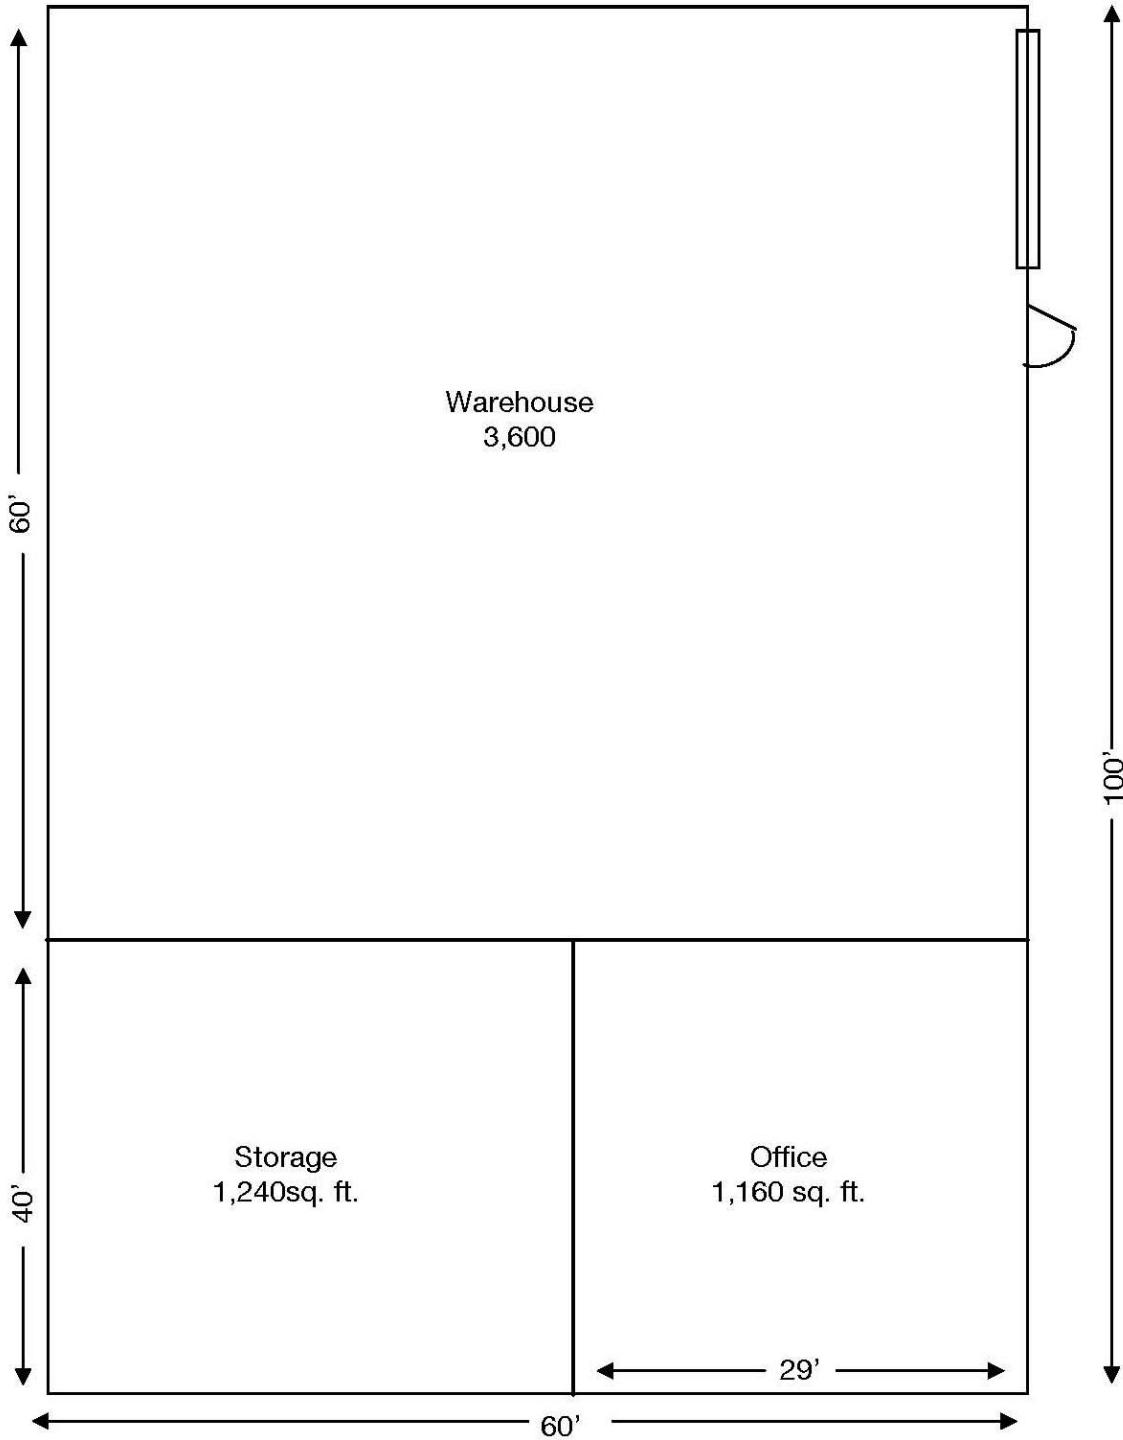 Warehouse
3,600
60’
100’
Storage
1,240sq. ft.
Office
1,160 sq. ft.
40’
29’
60’